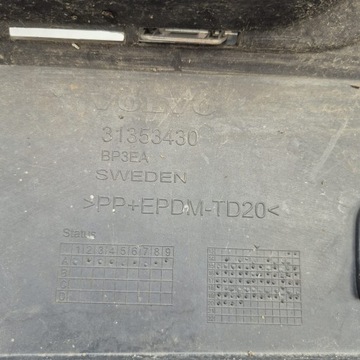 VOLVO
31353430
BP3EA
SWEDEN
>PP+EPDM-TD20<
Status
1 2 3 4 5 6 7 8 9
A
B
C
D